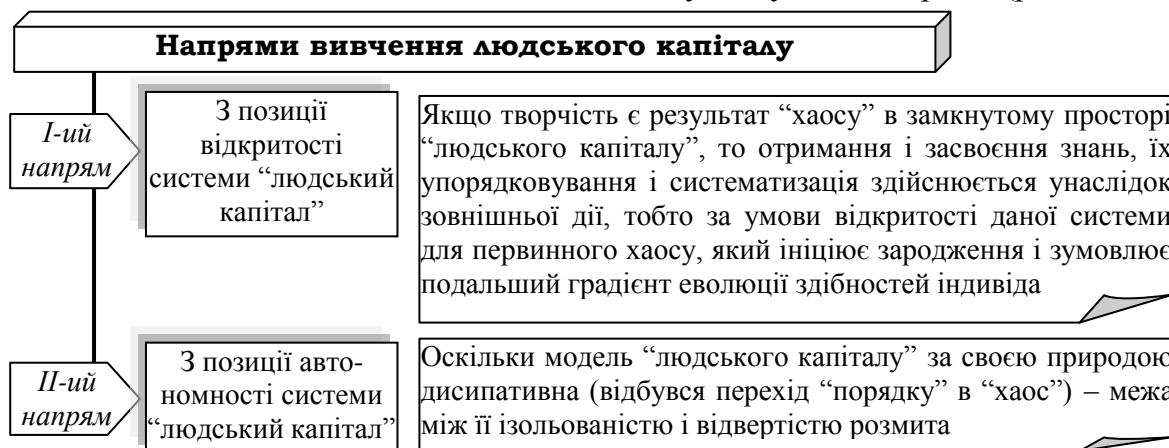 Напрями вивчення людського капіталу
І-ий
напрям
З позиції
відкритості
системи “людський
капітал”
Якщо творчість є результат “хаосу” в замкнутому просторі
“людського капіталу”, то отримання і засвоєння знань, їх
упорядковування і систематизація здійснюється унаслідок
зовнішньої дії, тобто за умови відкритості даної системи
для первинного хаосу, який ініціює зародження і зумовлює
подальший градієнт еволюції здібностей індивіда
ІІ-ий
напрям
З позиції авто-
номності системи
“людський капітал”
Оскільки модель “людського капіталу” за своєю природою
дисипативна (відбувся перехід “порядку” в “хаос”) – межа
між її ізольованістю і відвертістю розмита